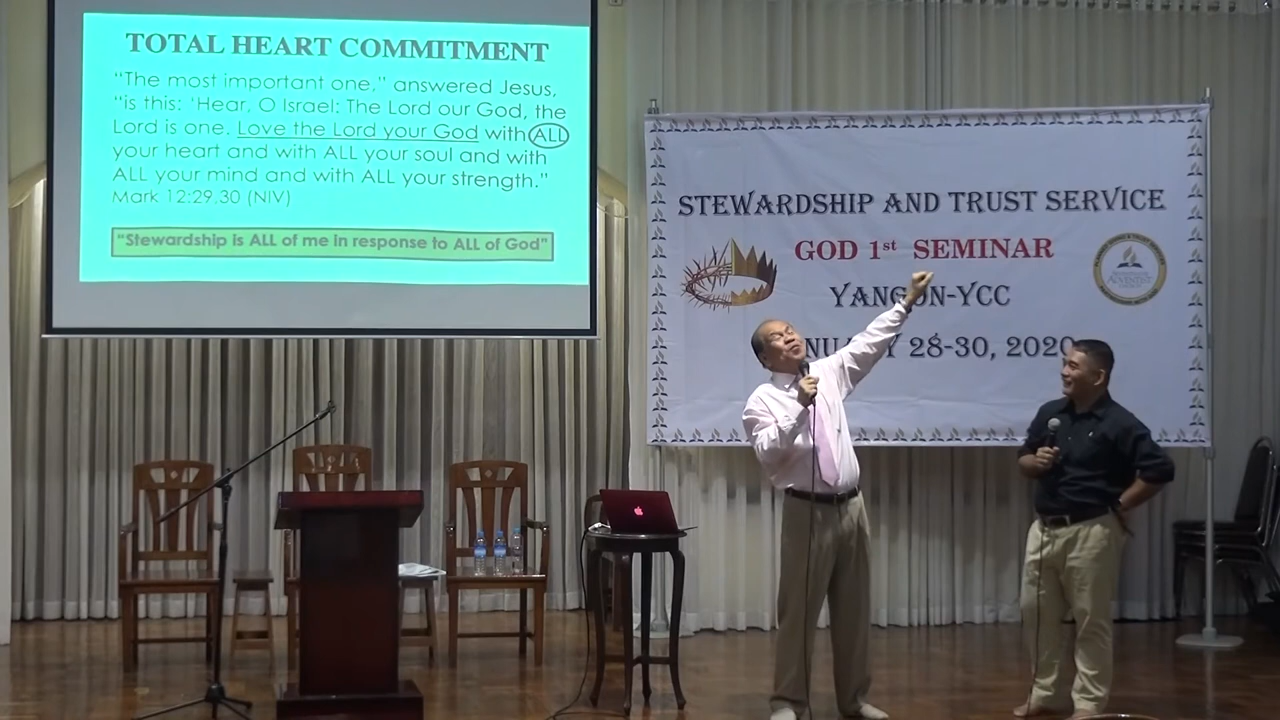 TOTAL HEART COMMITMENT
“The most important one,” answered Jesus,
“is this: ‘Hear, O Israel: The Lord our God, the
Lord is one. Love the Lord your God with ALL
your heart and with ALL your soul and with
ALL your mind and with ALL your strength.”
Mark 12:29,30 (NIV)
“Stewardship is ALL of me in response to ALL of God”
STEWARDSHIP AND TRUST SERVICE
GOD 1st SEMINAR
ADVENTIST
YANGON-YCC
NUARY 28-30, 2020